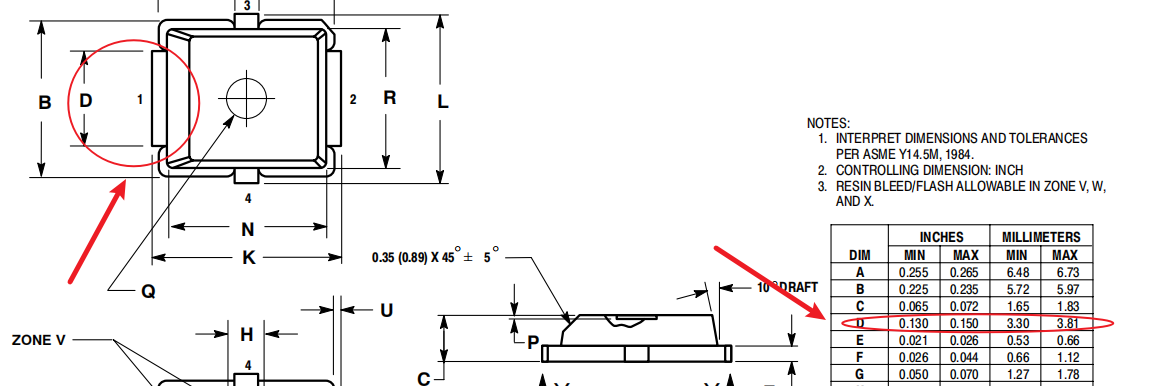 3
B
D
1
2
R
L
4
N
K
Q
U
H
4
ZONE V
0.35 (0.89) X 45° ± 5°
10° DRAFT
P
C
NOTES:
1. INTERPRET DIMENSIONS AND TOLERANCES
PER ASME Y14.5M, 1984.
2. CONTROLLING DIMENSION: INCH
3. RESIN BLEED/FLASH ALLOWABLE IN ZONE V, W,
AND X.
INCHES MILLIMETERS
DIM MIN MAX MIN MAX
A 0.255 0.265 6.48 6.73
B 0.225 0.235 5.72 5.97
C 0.065 0.072 1.65 1.83
D 0.130 0.150 3.30 3.81
E 0.021 0.026 0.53 0.66
F 0.026 0.044 0.66 1.12
G 0.050 0.070 1.27 1.78